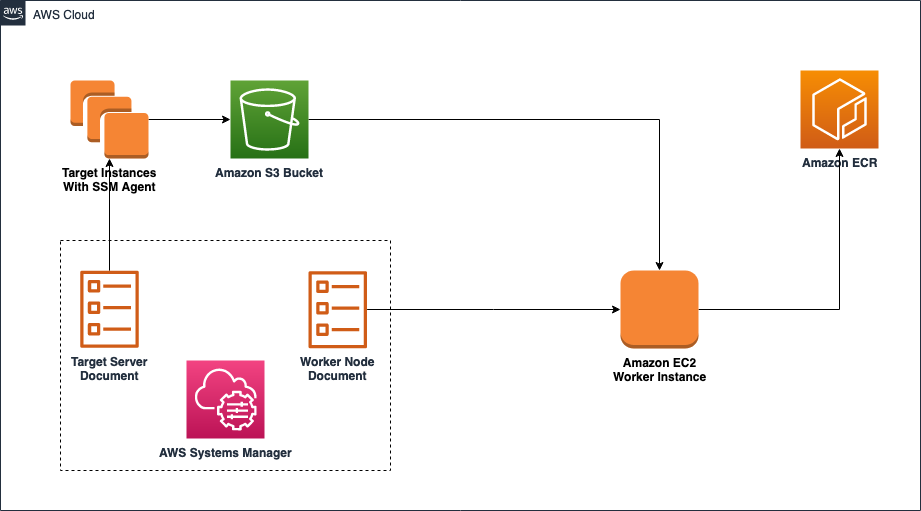 aws
AWS Cloud
Target Instances
With SSM Agent
Amazon S3 Bucket
Amazon ECR
Target Server
Document
Worker Node
Document
AWS Systems Manager
Amazon EC2
Worker Instance